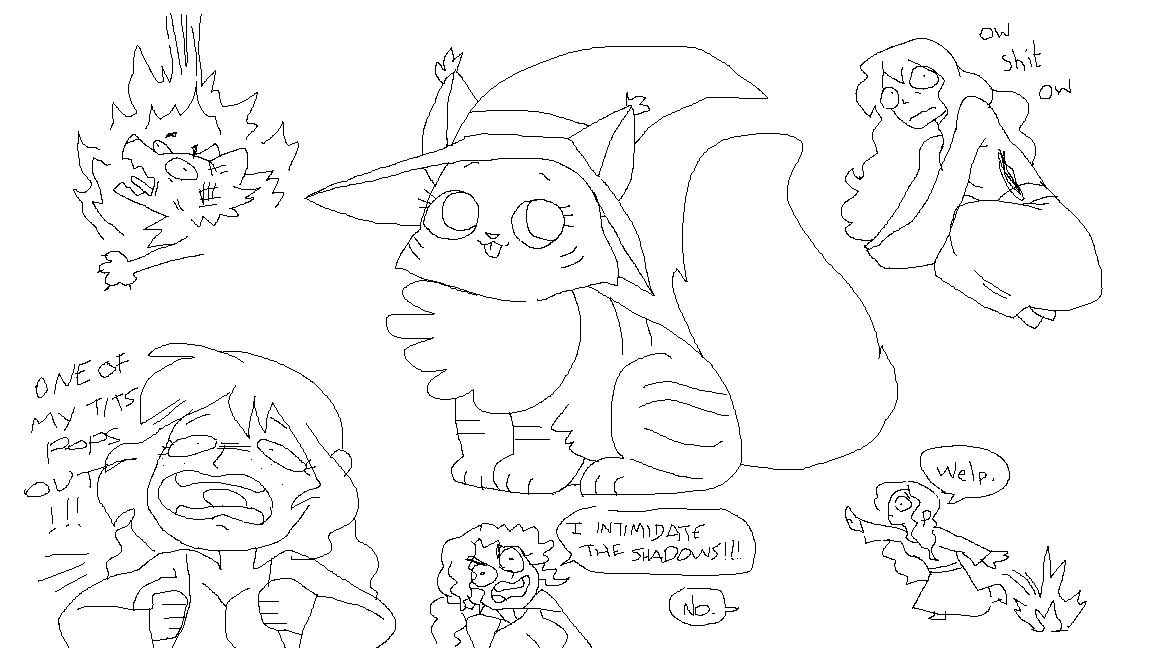 ow
shit
ow
ONE OF
MY TITS
POPS
OUT
!!!
Welp.
I INTIMIDATE
THE SHADOWS!!!
No.